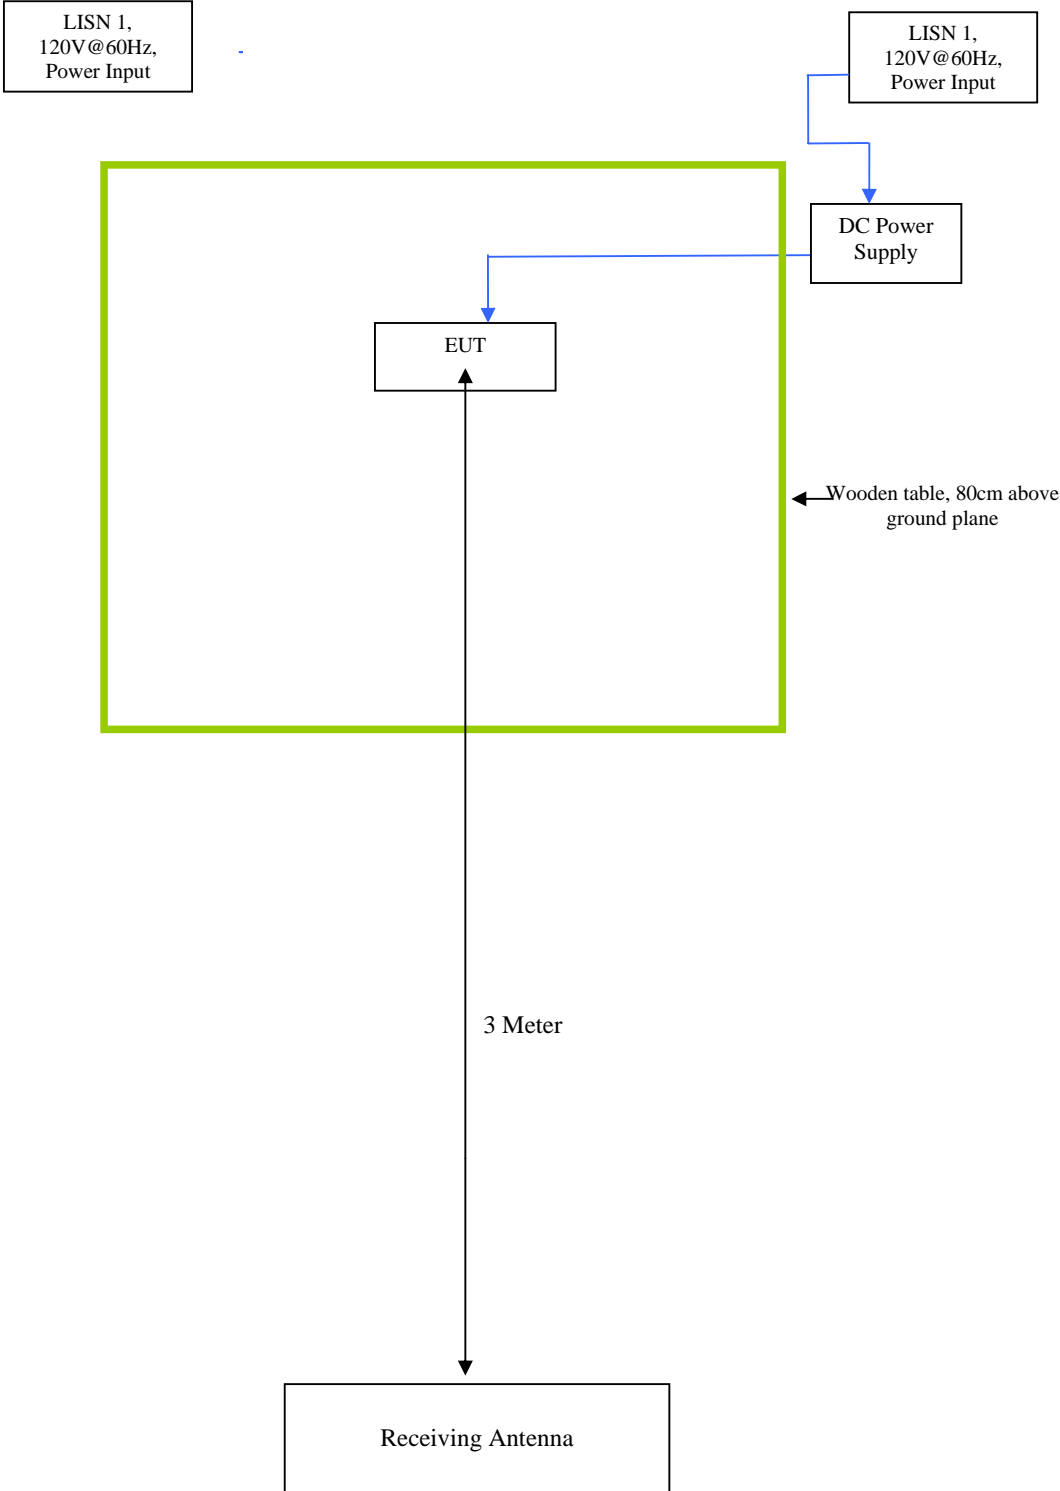 LISN 1,
120V@60Hz,
Power Input
LISN 1,
120V@60Hz,
Power Input
DC Power
Supply
EUT
Wooden table, 80cm above
ground plane
3 Meter
Receiving Antenna